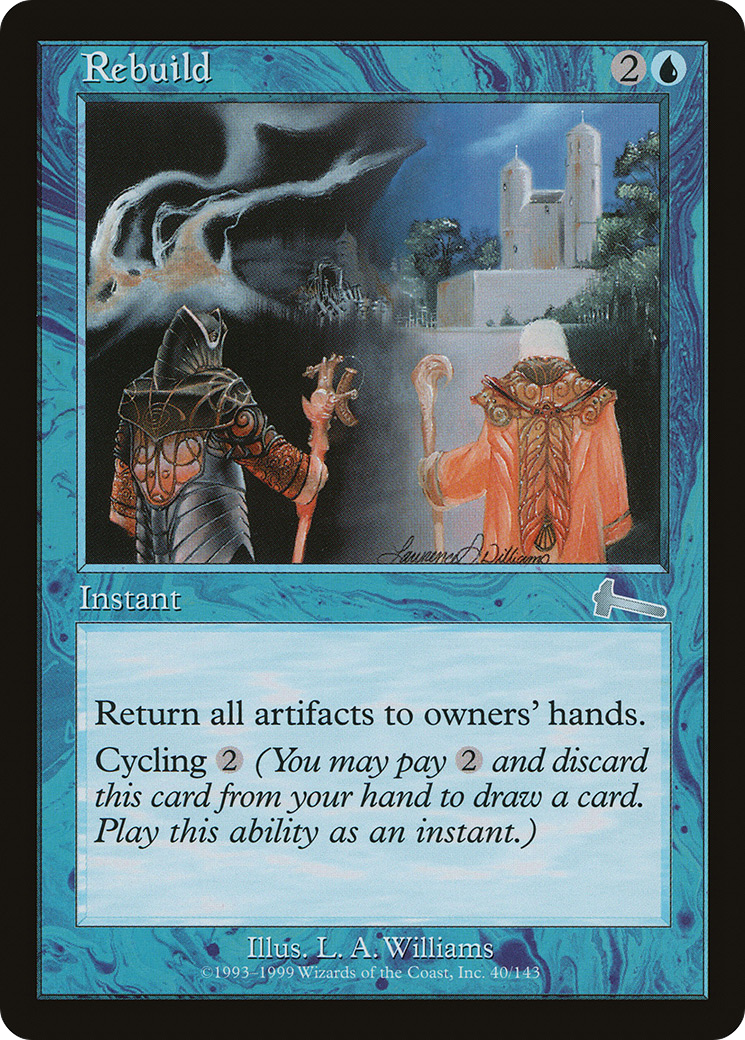 Rebuild 2
Laurence A. Williams
Instant
Return all artifacts to owners' hands.
Cycling 2 (You may pay 2 and discard
this card from your hand to draw a card.
Play this ability as an instant.)
Illus. L. A. Williams
©1993–1999 Wizards of the Coast, Inc. 40/143